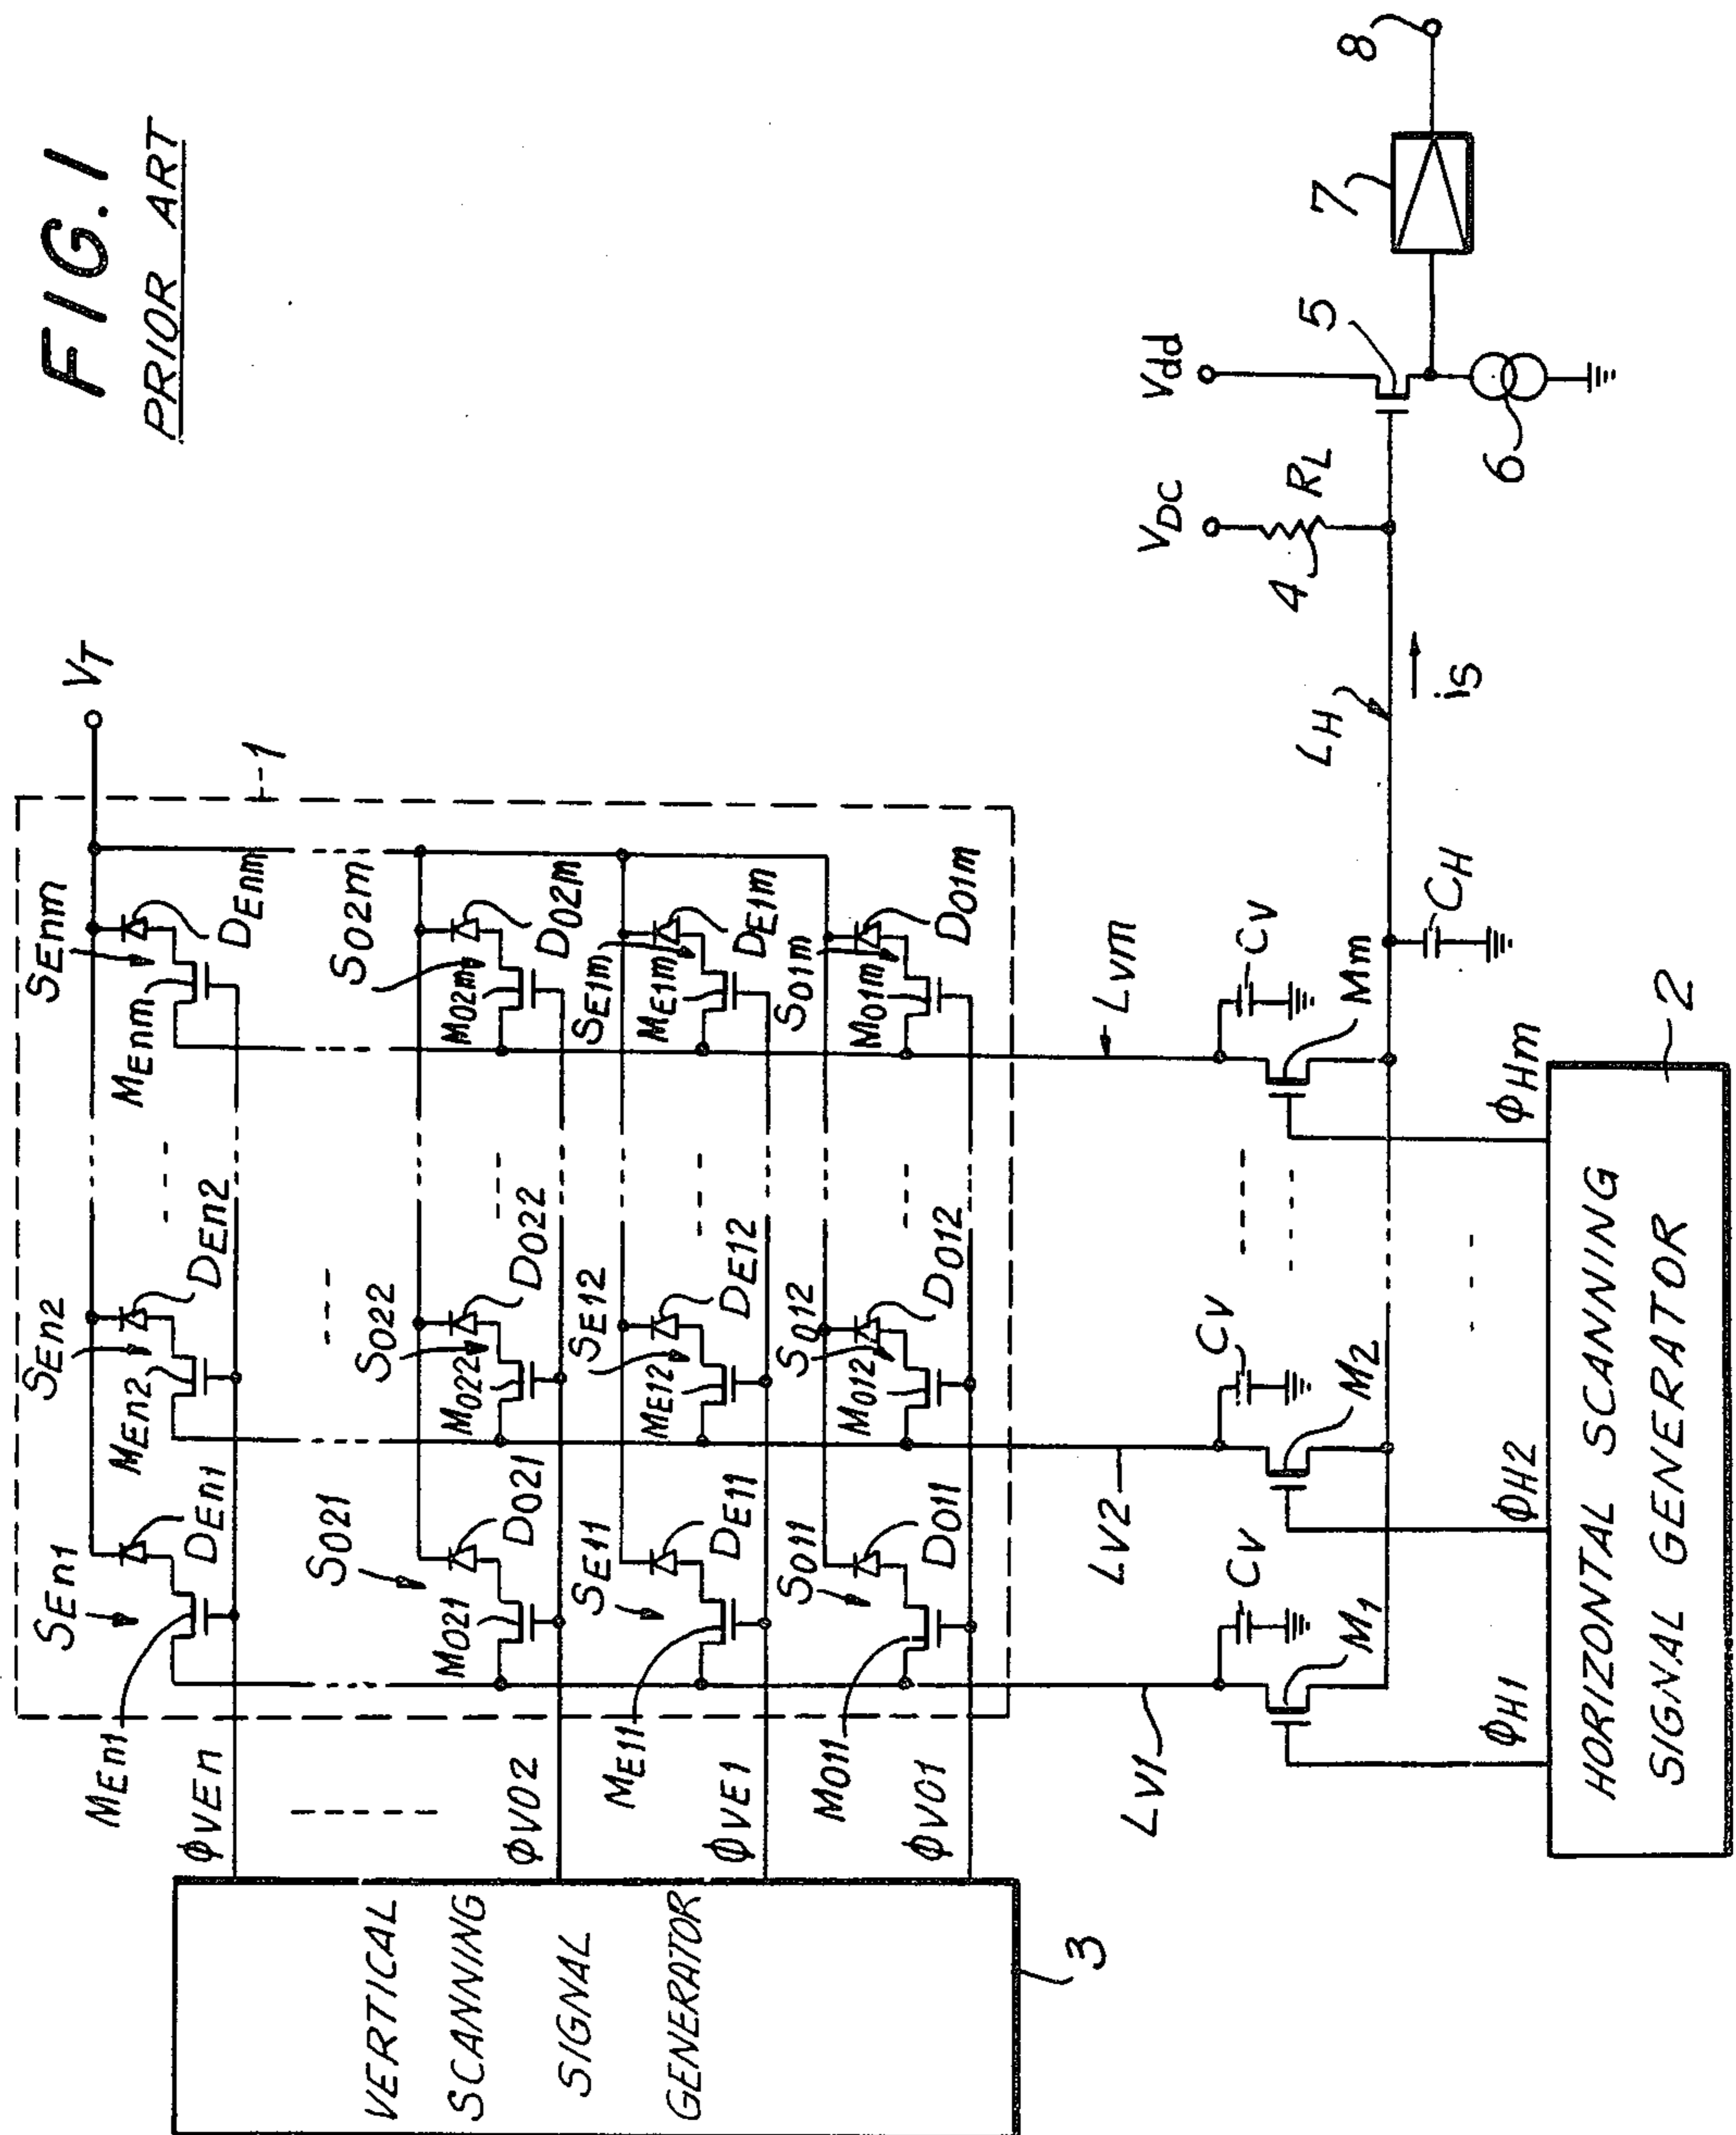 FIG. 1
PRIOR ART
VT
1
SEn1
SEn2
SEnm
MEn1
DEn1
MEn2
DEn2
MEnm
DEnm
ΦVEn
S021
S022
S02m
M021
D021
M022
D022
M02m
D02m
ΦV02
SE11
SE12
SE1m
ME11
DE11
ME12
DE12
ME1m
DE1m
ΦVE1
S011
S012
S01m
M011
D011
M012
D012
M01m
D01m
ΦV01
VERTICAL
SCANNING
SIGNAL
GENERATOR
3
LV1
LV2
LVm
CV
CV
CV
M1
M2
Mm
ΦH1
ΦH2
ΦHm
HORIZONTAL SCANNING
SIGNAL GENERATOR
2
CH
LH
iS
VDC
4
RL
Vdd
5
6
7
8